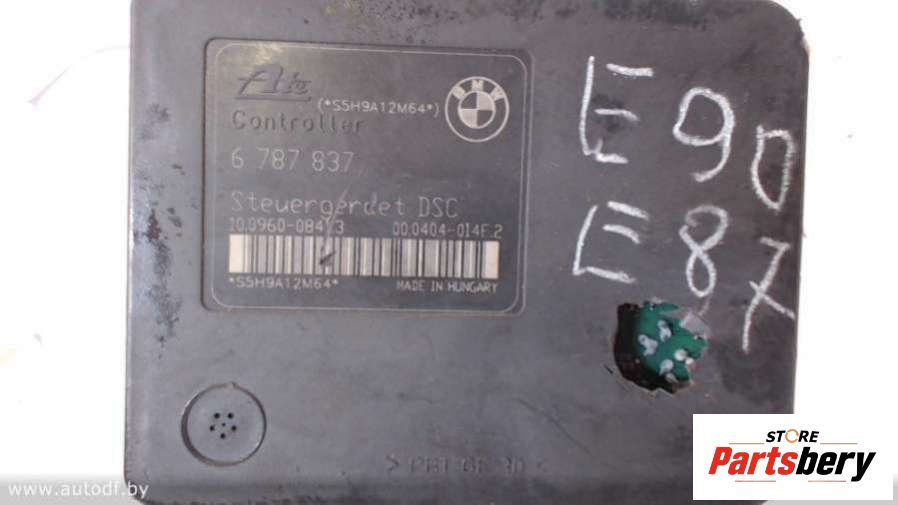 Ate
(*S5H9A12M64*)
BMW
Controller
6 787 837
Steuergeraet DSC
10.0960-0841.3
00.0404-014F.2
*S5H9A12M64*
MADE IN HUNGARY
E90
E87
STORE
Partsbery
www.autodf.by